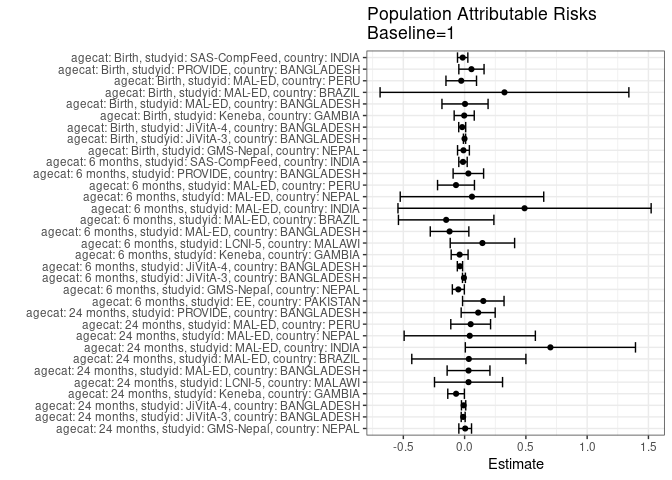 Population Attributable Risks
Baseline=1
agecat: Birth, studyid: SAS-CompFeed, country: INDIA
agecat: Birth, studyid: PROVIDE, country: BANGLADESH
agecat: Birth, studyid: MAL-ED, country: PERU
agecat: Birth, studyid: MAL-ED, country: BRAZIL
agecat: Birth, studyid: MAL-ED, country: BANGLADESH
agecat: Birth, studyid: Keneba, country: GAMBIA
agecat: Birth, studyid: JiVitA-4, country: BANGLADESH
agecat: Birth, studyid: JiVitA-3, country: BANGLADESH
agecat: Birth, studyid: GMS-Nepal, country: NEPAL
agecat: 6 months, studyid: SAS-CompFeed, country: INDIA
agecat: 6 months, studyid: PROVIDE, country: BANGLADESH
agecat: 6 months, studyid: MAL-ED, country: PERU
agecat: 6 months, studyid: MAL-ED, country: NEPAL
agecat: 6 months, studyid: MAL-ED, country: INDIA
agecat: 6 months, studyid: MAL-ED, country: BRAZIL
agecat: 6 months, studyid: MAL-ED, country: BANGLADESH
agecat: 6 months, studyid: LCNI-5, country: MALAWI
agecat: 6 months, studyid: Keneba, country: GAMBIA
agecat: 6 months, studyid: JiVitA-4, country: BANGLADESH
agecat: 6 months, studyid: JiVitA-3, country: BANGLADESH
agecat: 6 months, studyid: GMS-Nepal, country: NEPAL
agecat: 6 months, studyid: EE, country: PAKISTAN
agecat: 24 months, studyid: PROVIDE, country: BANGLADESH
agecat: 24 months, studyid: MAL-ED, country: PERU
agecat: 24 months, studyid: MAL-ED, country: NEPAL
agecat: 24 months, studyid: MAL-ED, country: INDIA
agecat: 24 months, studyid: MAL-ED, country: BRAZIL
agecat: 24 months, studyid: MAL-ED, country: BANGLADESH
agecat: 24 months, studyid: LCNI-5, country: MALAWI
agecat: 24 months, studyid: Keneba, country: GAMBIA
agecat: 24 months, studyid: JiVitA-4, country: BANGLADESH
agecat: 24 months, studyid: JiVitA-3, country: BANGLADESH
agecat: 24 months, studyid: GMS-Nepal, country: NEPAL
-0.5 0.0 0.5 1.0 1.5
Estimate